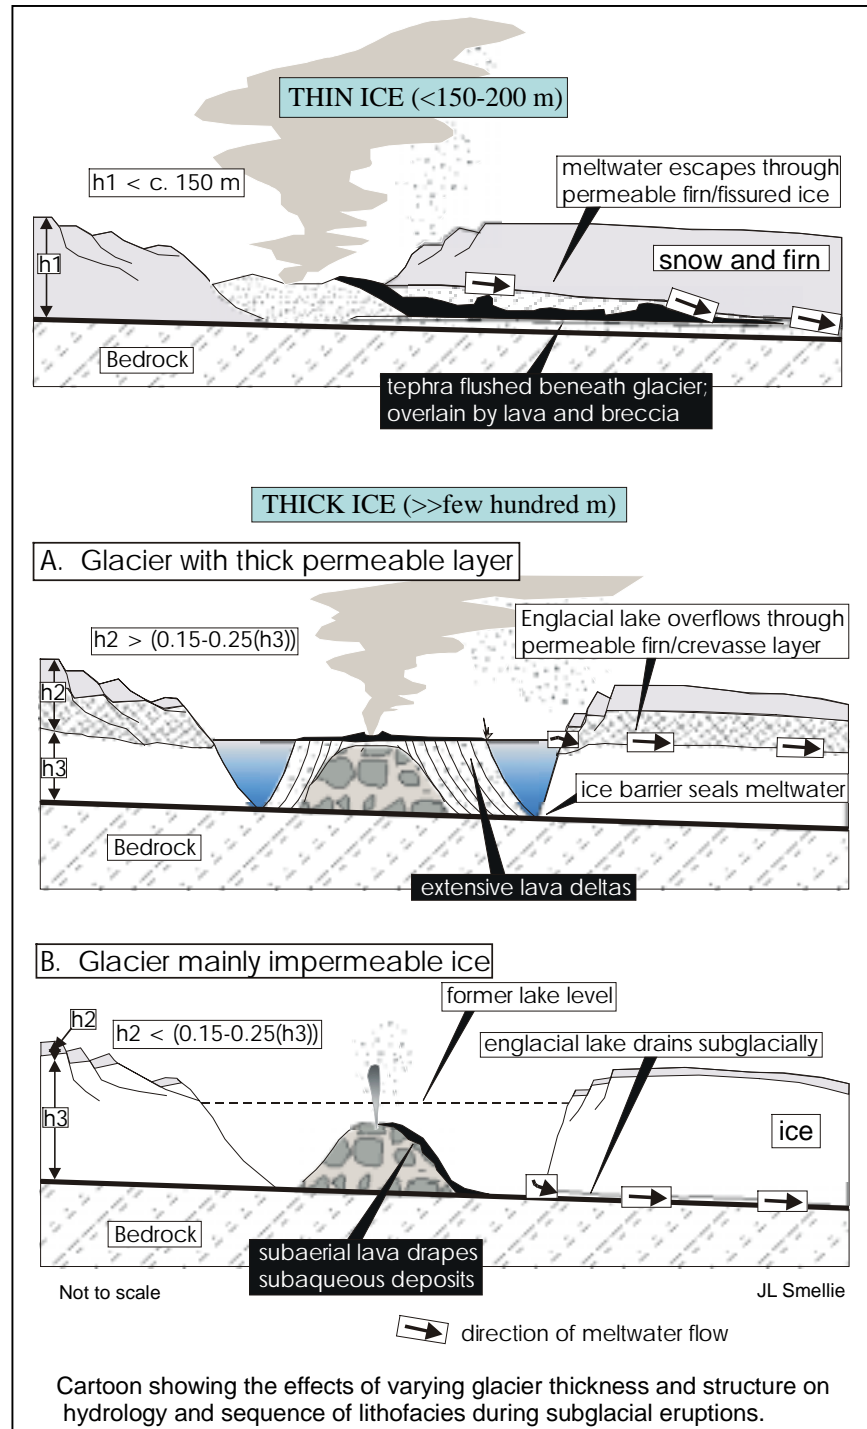 THIN ICE (<150-200 m)
h1 < c. 150 m
meltwater escapes through
permeable firn/fissured ice
h1
snow and firn
Bedrock
tephra flushed beneath glacier;
overlain by lava and breccia
THICK ICE (>>few hundred m)
A. Glacier with thick permeable layer
h2 > (0.15-0.25(h3))
Englacial lake overflows through
permeable firn/crevasse layer
h2
h3
ice barrier seals meltwater
Bedrock
extensive lava deltas
B. Glacier mainly impermeable ice
former lake level
h2
h2 < (0.15-0.25(h3))
englacial lake drains subglacially
h3
ice
Bedrock
subaerial lava drapes
subaqueous deposits
Not to scale
JL Smellie
direction of meltwater flow
Cartoon showing the effects of varying glacier thickness and structure on
hydrology and sequence of lithofacies during subglacial eruptions.